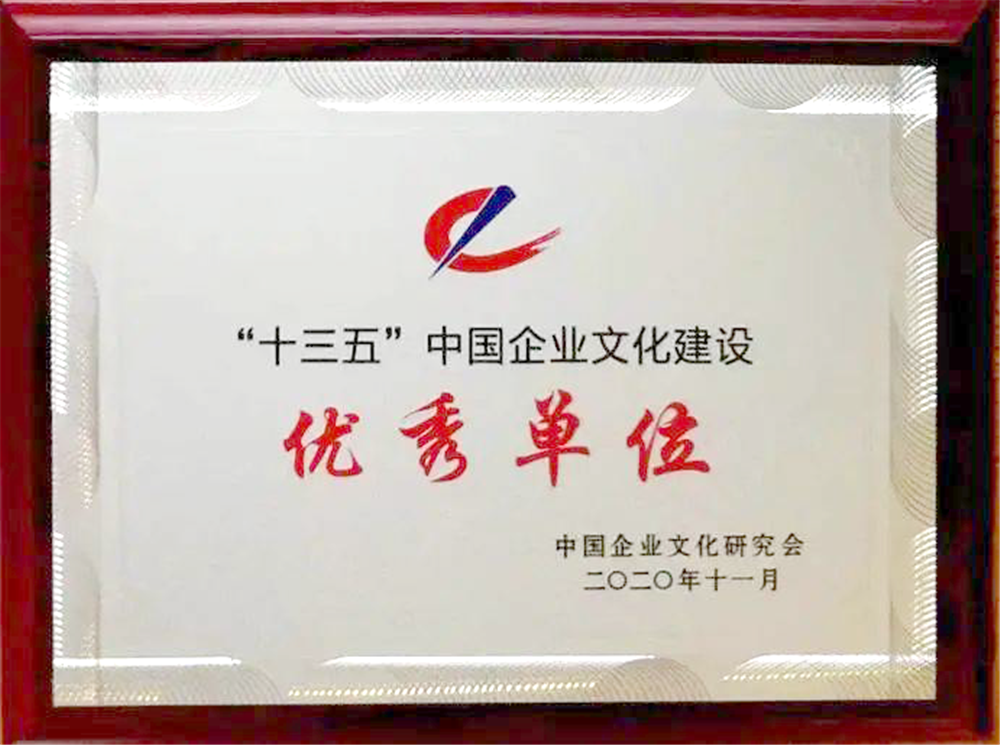 “十三五”中国企业文化建设
优秀单位
中国企业文化研究会
二〇二〇年十一月